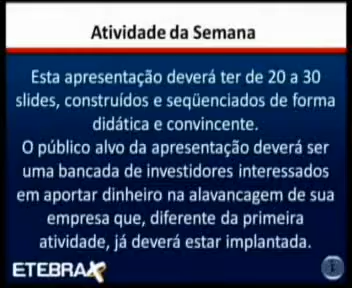 Atividade da Semana
Esta apresentação deverá ter de 20 a 30
slides, construídos e seqüenciados de forma
didática e convincente.
O público alvo da apresentação deverá ser
uma bancada de investidores interessados
em aportar dinheiro na alavancagem de sua
empresa que, diferente da primeira
atividade, já deverá estar implantada.
ETEBRAX